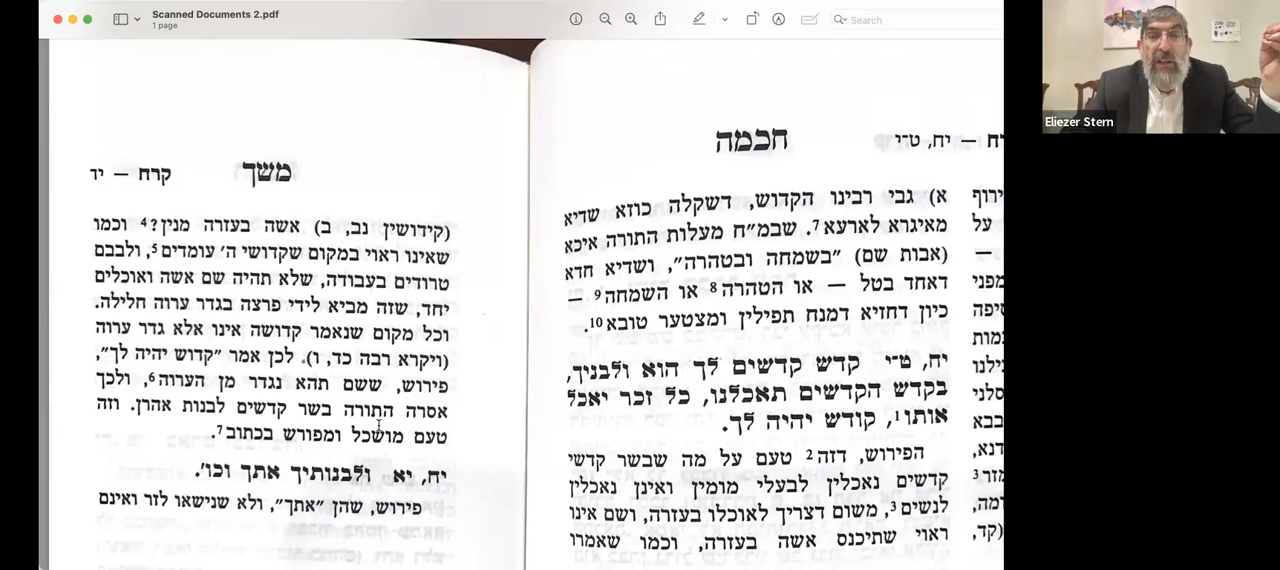 Scanned Documents 2.pdf
1 page
Search
Eliezer Stern
חכמה
יח, ט־י
א) גבי רבינו הקדוש, דשקלה כוזא שדיא
מאיגרא לארעא7. שבמ״ח מעלות התורה איכא
(אבות שם) ״בשמחה ובטהרה״, ושדיא חדא
דאחד בטל — או הטהרה8 או השמחה9 —
כיון דחזיא דמנח תפילין ומצטער טובא10.
יח, ט־י קדש קדשים לך הוא ולבניך,
בקדש הקדשים תאכלנו, כל זכר יאכל
אותו1, קודש יהיה לך.
הפירוש, דזה2 טעם על מה שבשר קדשי
קדשים נאכלין לבעלי מומין ואינן נאכלין
לנשים3, משום דצריך לאוכלו בעזרה, ושם אינו
ראוי שתיכנס אשה בעזרה, וכמו שאמרו
משך
קרח — יד
(קידושין נב, ב) אשה בעזרה מנין?4 וכמו
שאינו ראוי במקום שקדושי ה׳ עומדים5, ולבבם
טרודים בעבודה, שלא תהיה שם אשה ואוכלים
יחד, שזה מביא לידי פרצה בגדר ערוה חלילה.
וכל מקום שנאמר קדושה אינו אלא גדר ערוה
(ויקרא רבה כד, ו). לכן אמר ״קדוש יהיה לך״,
פירוש, ששם תהא נגדר מן הערוה6, ולכך
אסרה התורה בשר קדשים לבנות אהרן. וזה
טעם מושכל ומפורש בכתוב7.
יח, יא ולבנותיך אתך וכו׳.
פירוש, שהן ״אתך״, ולא שנישאו לזר ואינם